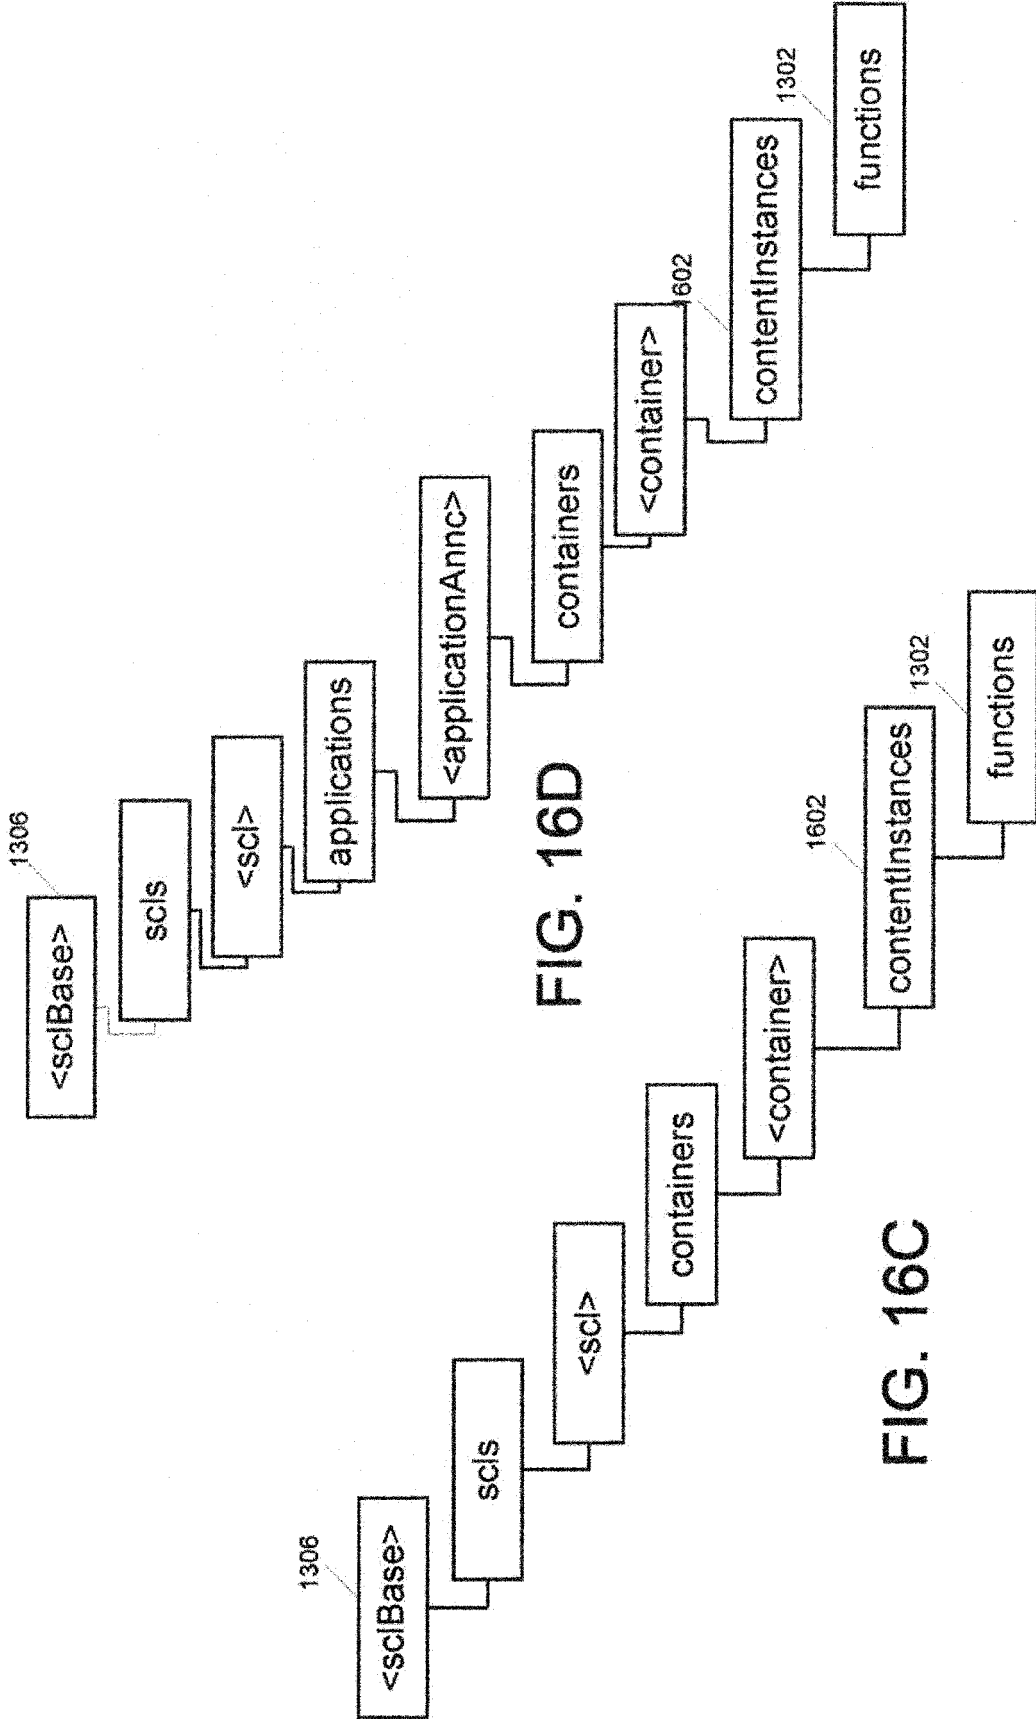 1306
<sclBase>
scls
<scl>
applications
<applicationAnnc>
containers
<container>
1602
contentInstances
1302
functions
FIG. 16D
1306
<sclBase>
scls
<scl>
containers
<container>
1602
contentInstances
1302
functions
FIG. 16C